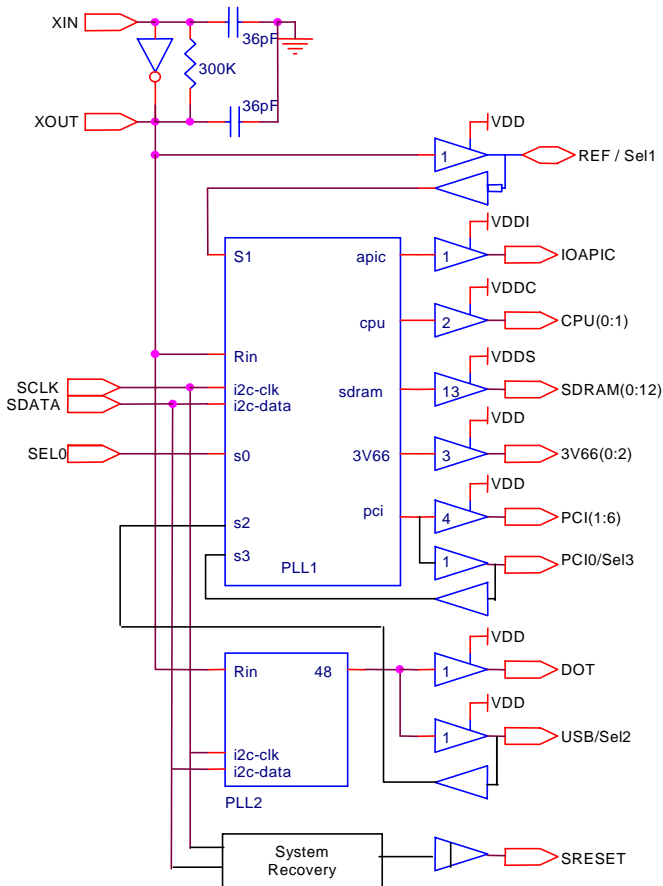 XIN
36pF
300K
36pF
XOUT
VDD
1
REF / Sel1
VDDI
S1
apic
1
IOAPIC
VDDC
cpu
2
CPU(0:1)
Rin
VDDS
SCLK
i2c-clk
sdram
13
SDRAM(0:12)
SDATA
i2c-data
VDD
SEL0
s0
3V66
3
3V66(0:2)
VDD
pci
4
PCI(1:6)
s2
s3
1
PCI0/Sel3
PLL1
VDD
Rin
48
1
DOT
VDD
1
USB/Sel2
i2c-clk
i2c-data
PLL2
System
Recovery
SRESET